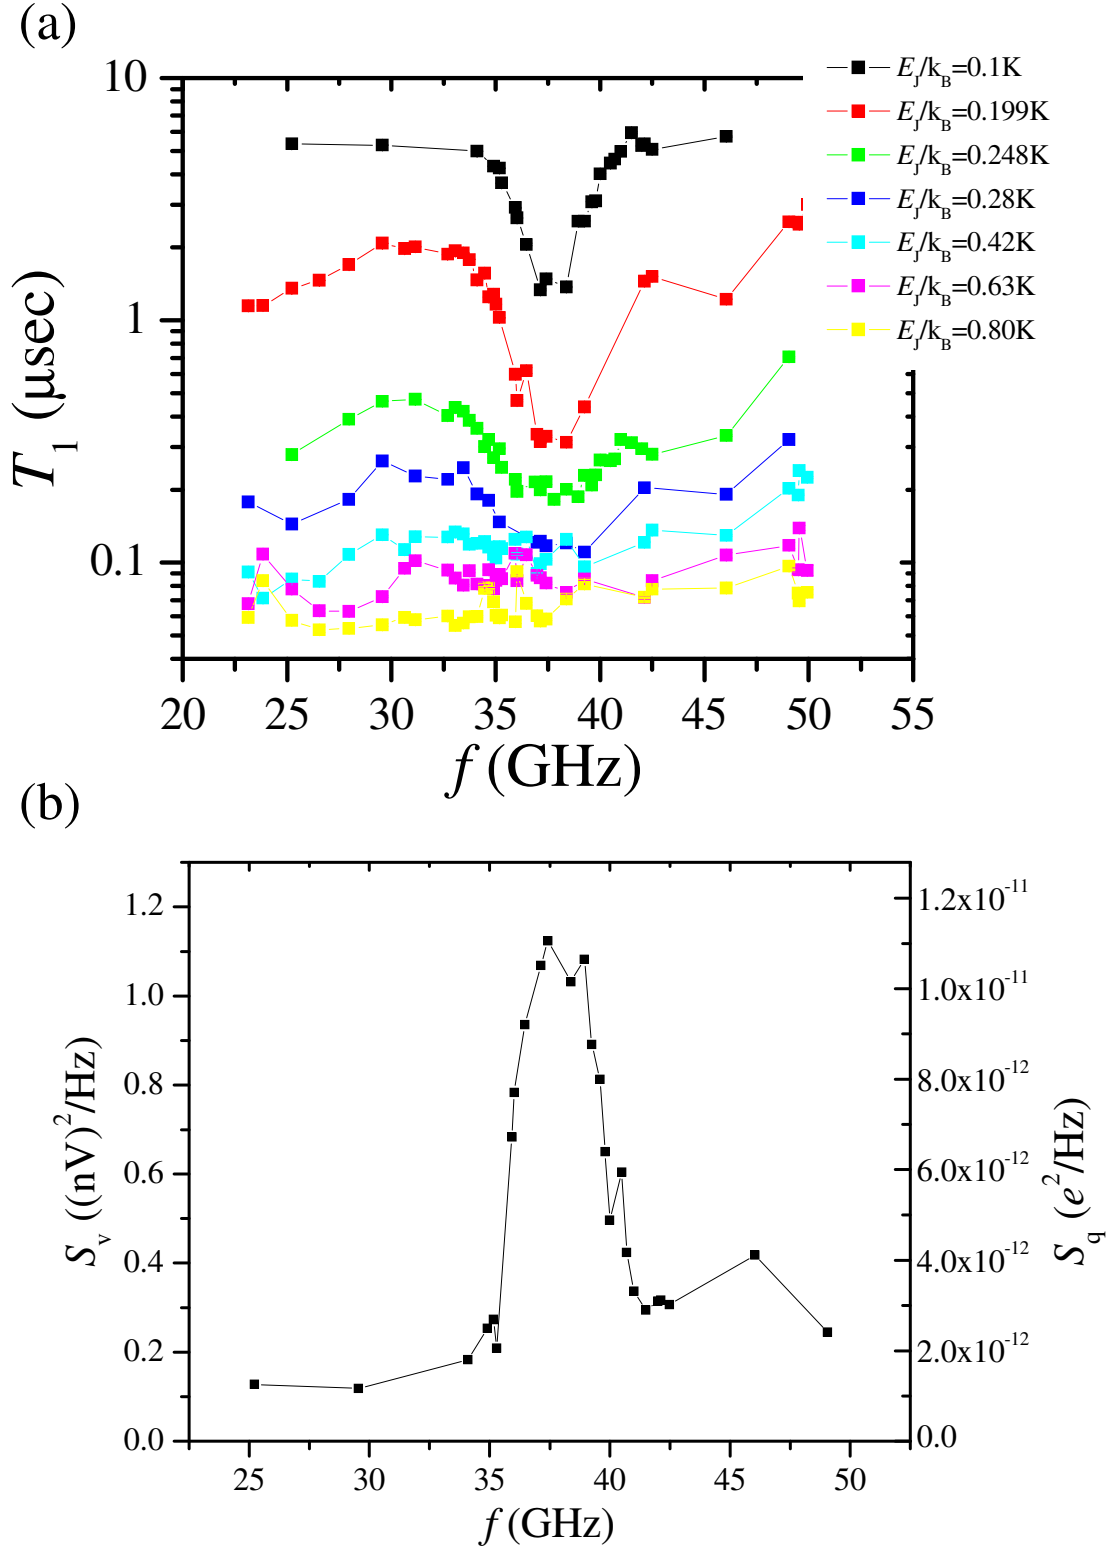 (a)
10
1
0.1
T₁ (μsec)
20 25 30 35 40 45 50 55
f (GHz)
E_J/k_B=0.1K
E_J/k_B=0.199K
E_J/k_B=0.248K
E_J/k_B=0.28K
E_J/k_B=0.42K
E_J/k_B=0.63K
E_J/k_B=0.80K
(b)
1.2
1.0
0.8
0.6
0.4
0.2
0.0
S_v ((nV)²/Hz)
1.2x10⁻¹¹
1.0x10⁻¹¹
8.0x10⁻¹²
6.0x10⁻¹²
4.0x10⁻¹²
2.0x10⁻¹²
0.0
S_q (e²/Hz)
25 30 35 40 45 50
f (GHz)